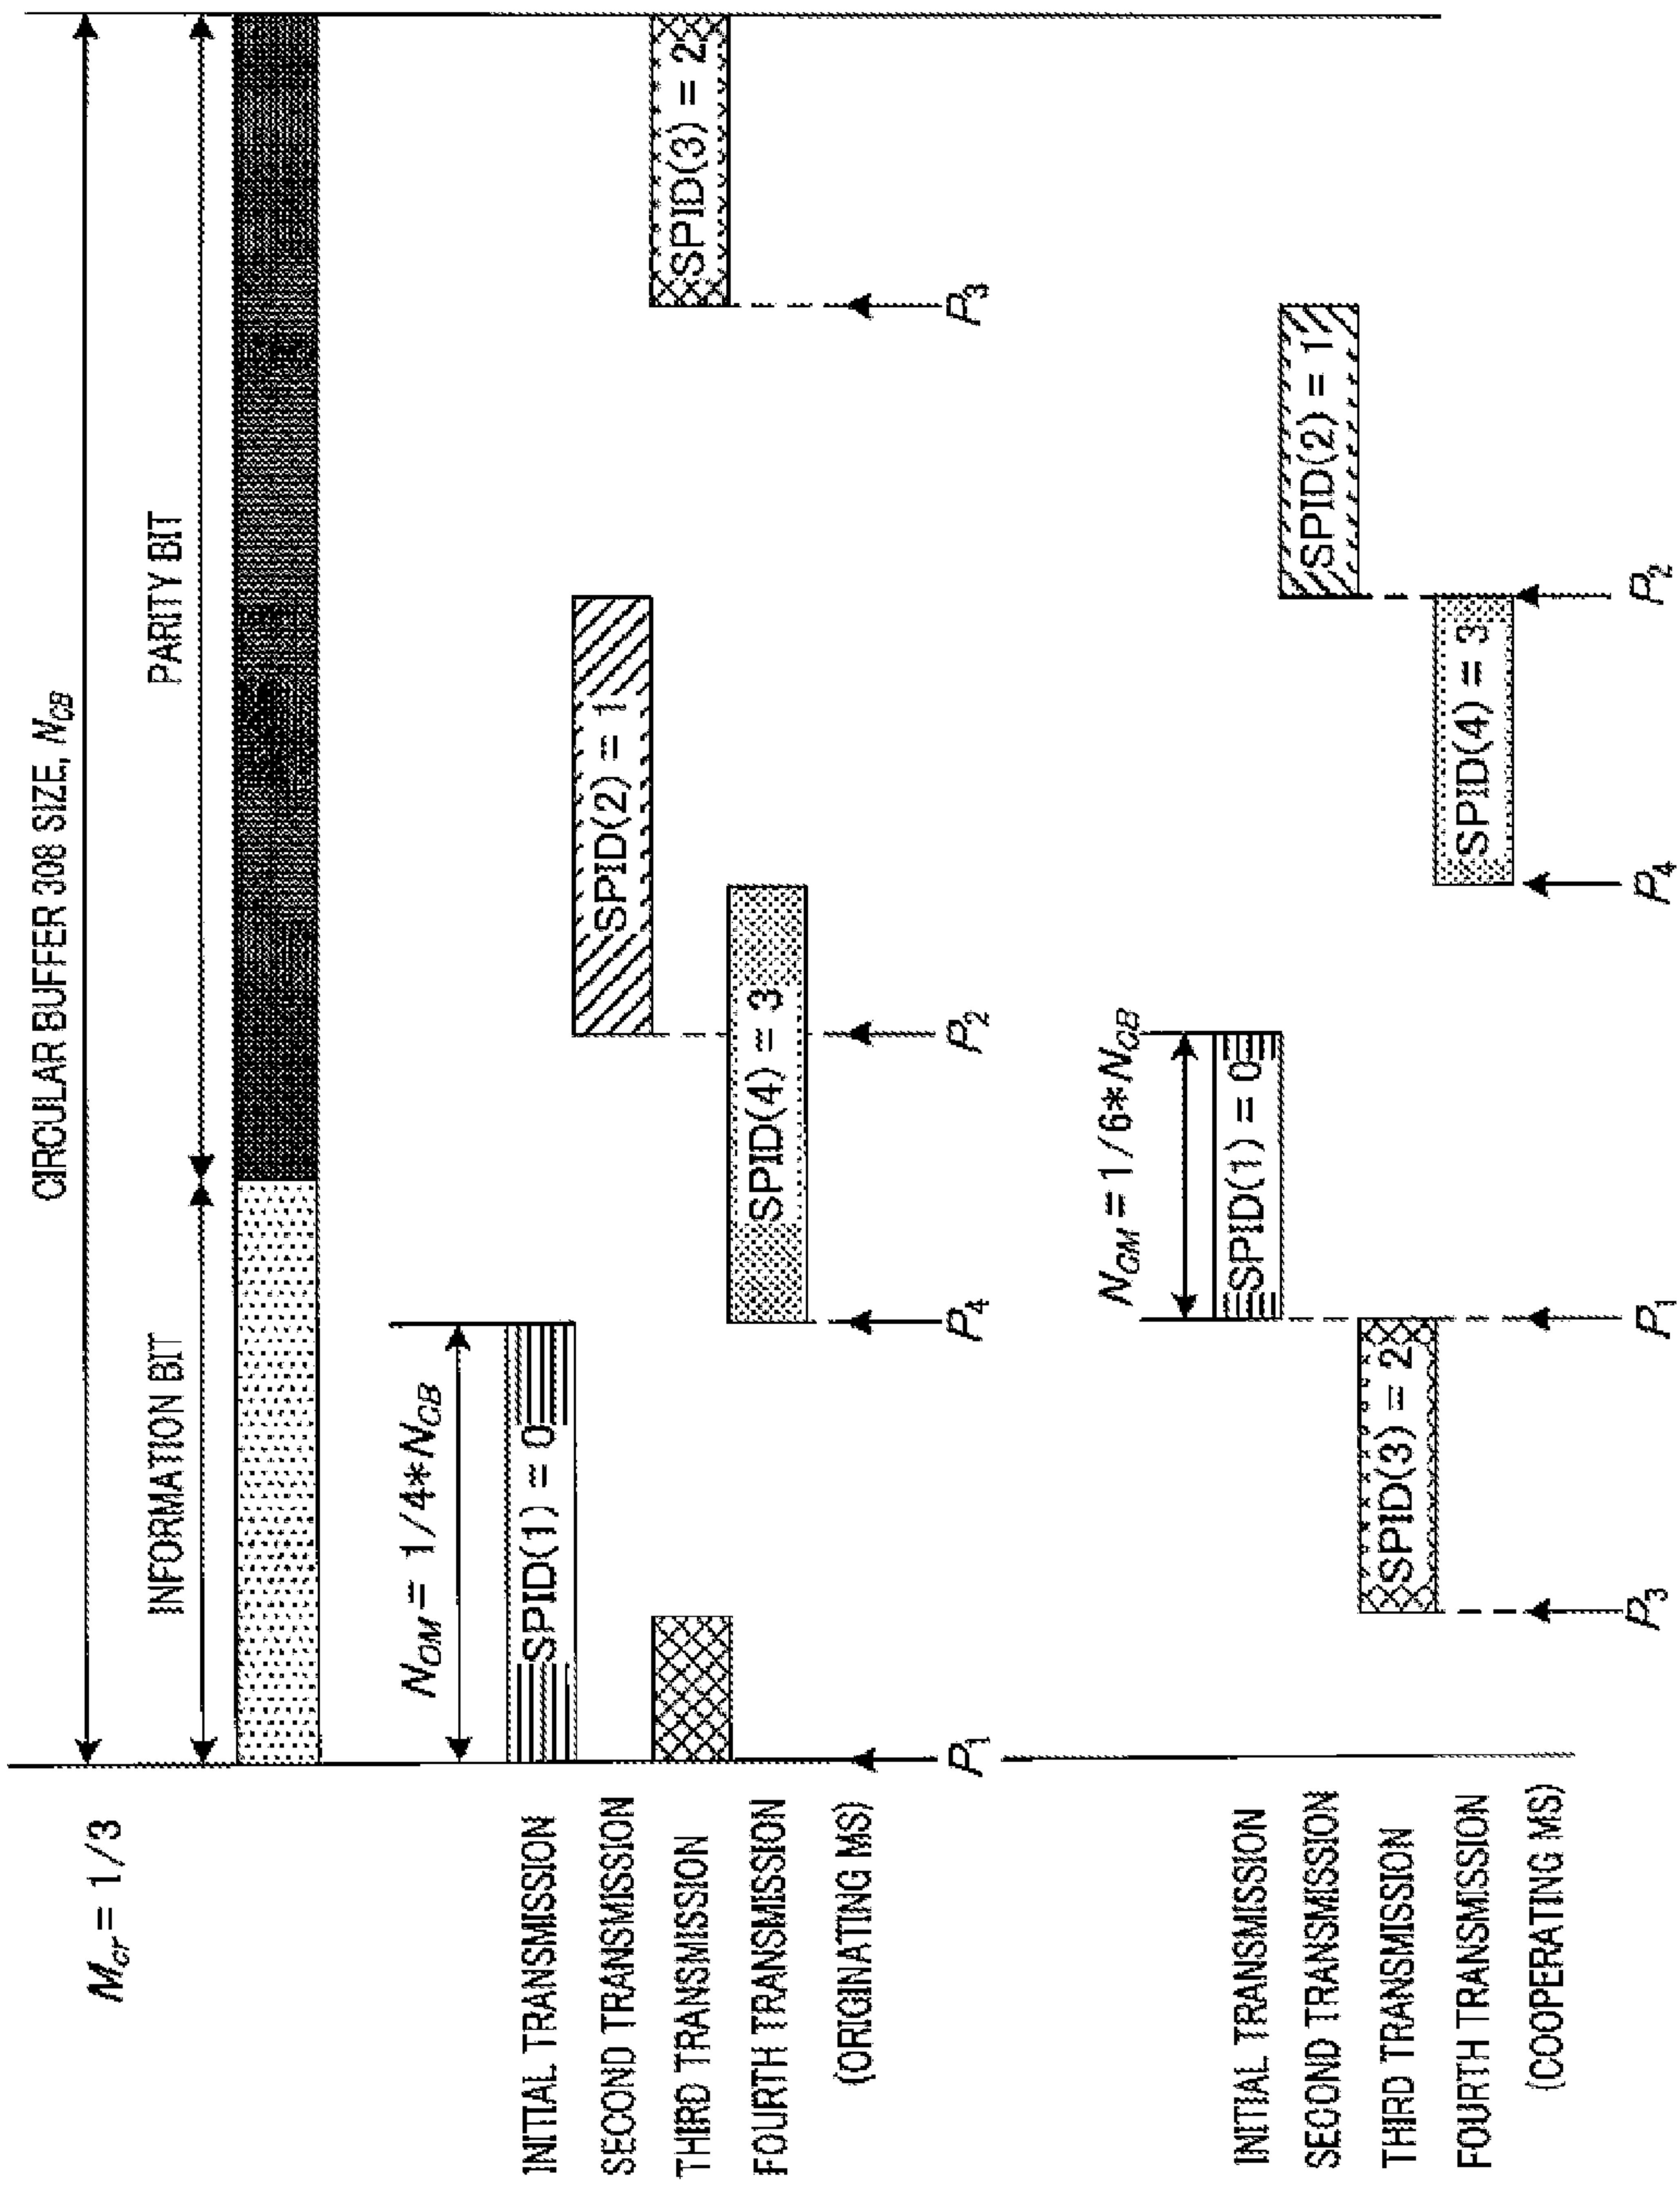 M_cr = 1/3
CIRCULAR BUFFER 308 SIZE, N_CB
INFORMATION BIT
PARITY BIT
N_OM = 1/4*N_CB
INITIAL TRANSMISSION
SPID(1) = 0
SECOND TRANSMISSION
SPID(2) = 1
THIRD TRANSMISSION
SPID(3) = 2
FOURTH TRANSMISSION
SPID(4) = 3
(ORIGINATING MS)
P1
P4
P2
P3
N_OM = 1/6*N_CB
INITIAL TRANSMISSION
SPID(1) = 0
SECOND TRANSMISSION
SPID(2) = 1
THIRD TRANSMISSION
SPID(3) = 2
FOURTH TRANSMISSION
SPID(4) = 3
(COOPERATING MS)
P3
P1
P4
P2